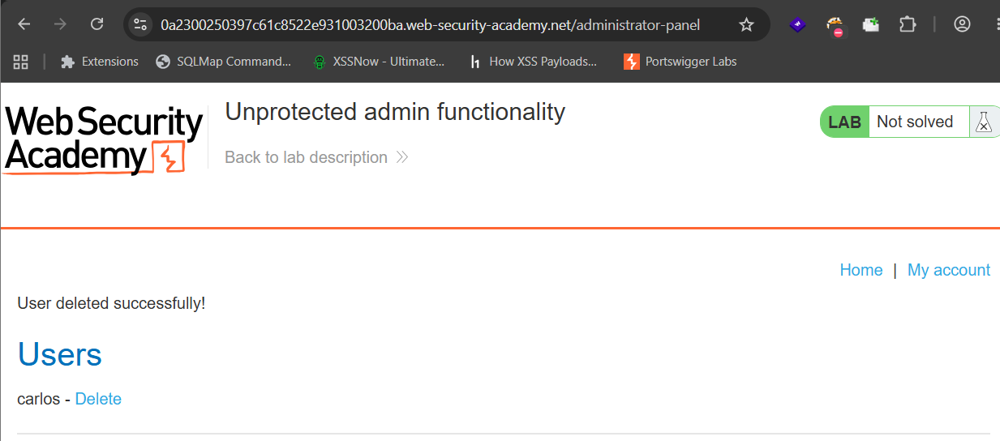 0a2300250397c61c8522e931003200ba.web-security-academy.net/administrator-panel
Extensions
SQLMap Command...
XSSNow - Ultimate...
How XSS Payloads...
Portswigger Labs
Web Security
Academy
Unprotected admin functionality
Back to lab description
LAB
Not solved
Home | My account
User deleted successfully!
Users
carlos - Delete